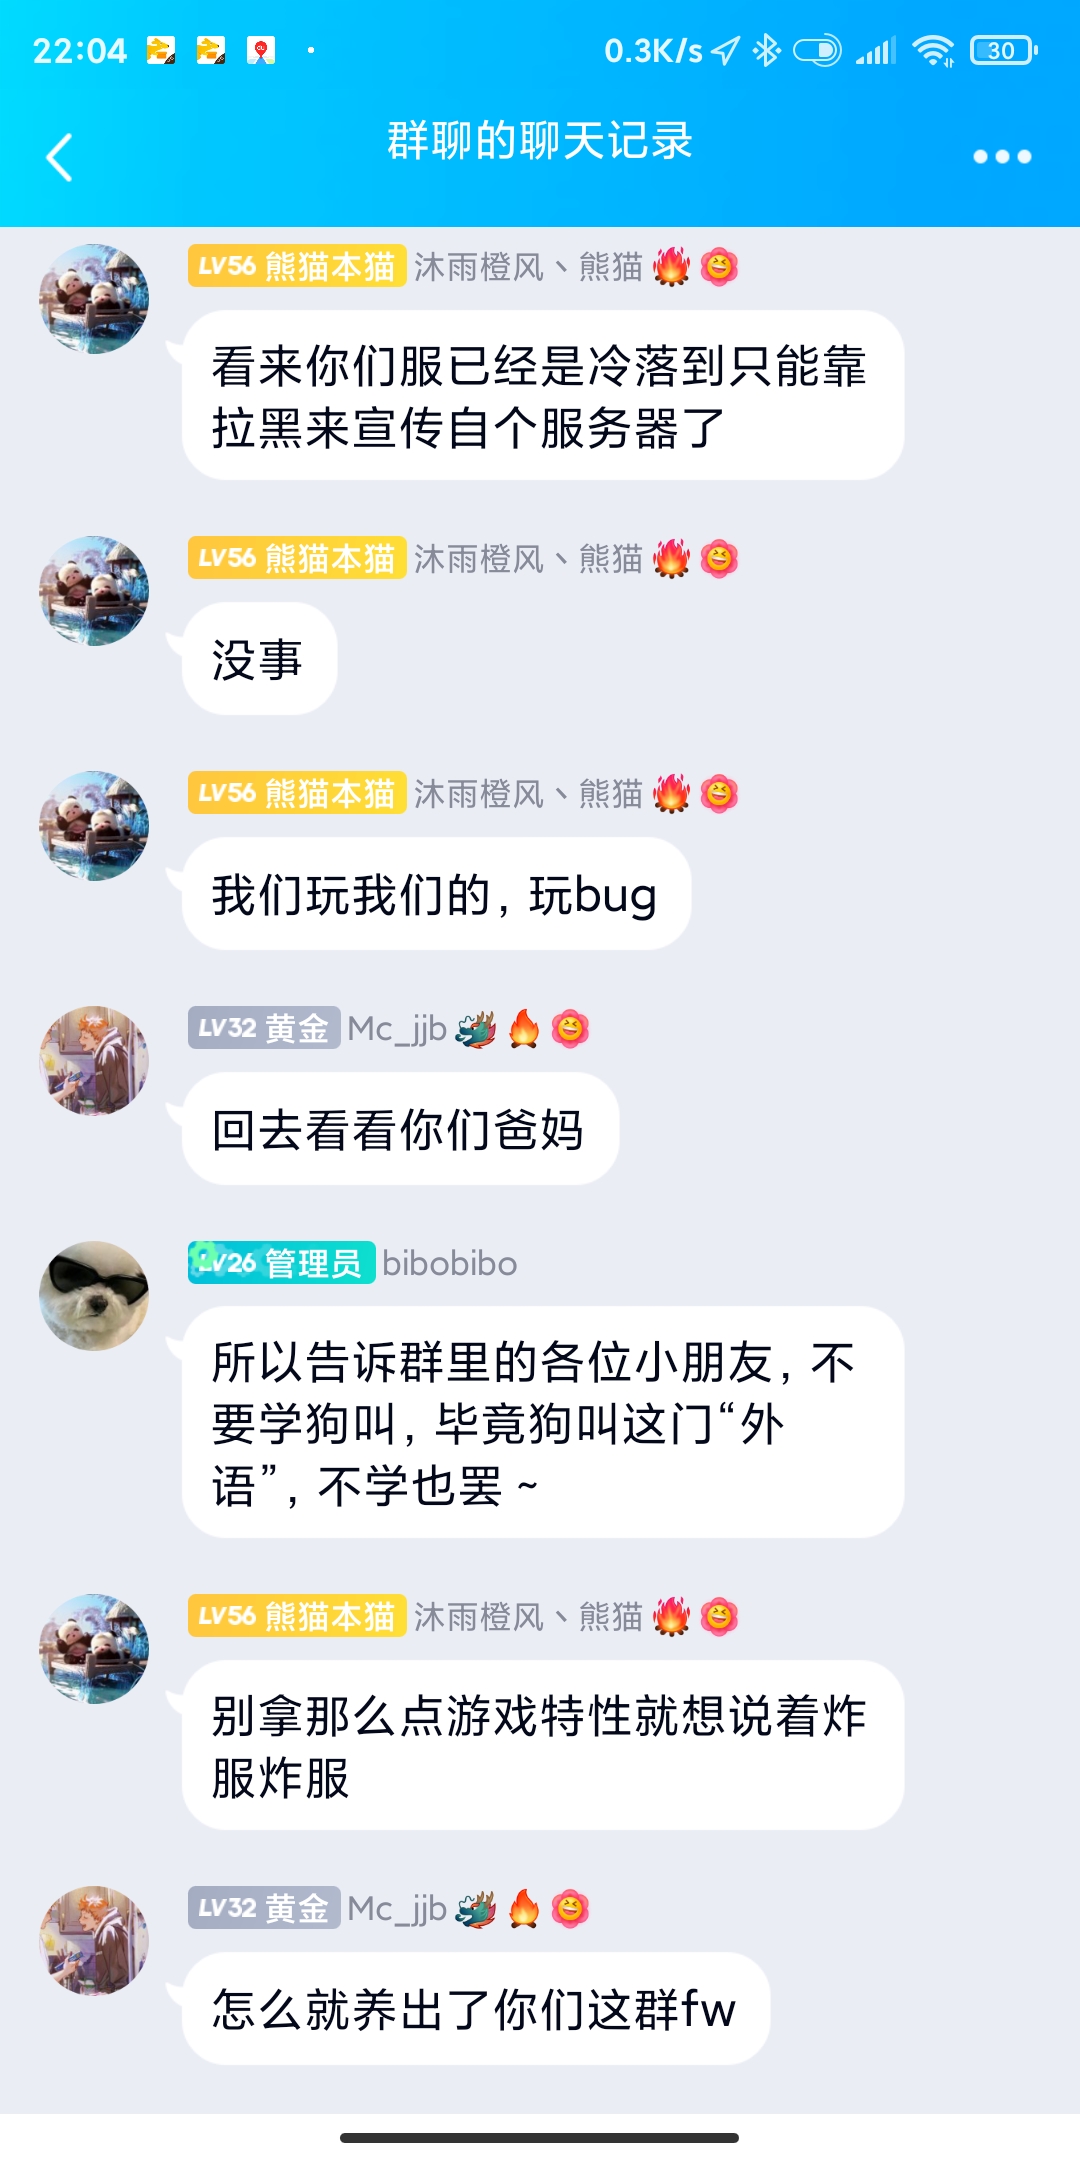 22:04
0.3K/s
30
群聊的聊天记录
LV56 熊猫本猫 沐雨橙风丶熊猫
看来你们服已经是冷落到只能靠
拉黑来宣传自个服务器了
LV56 熊猫本猫 沐雨橙风丶熊猫
没事
LV56 熊猫本猫 沐雨橙风丶熊猫
我们玩我们的, 玩bug
LV32 黄金 Mc_jjb
回去看看你们爸妈
LV26 管理员 bibobibo
所以告诉群里的各位小朋友, 不
要学狗叫, 毕竟狗叫这门“外
语”, 不学也罢 ~
LV56 熊猫本猫 沐雨橙风丶熊猫
别拿那么点游戏特性就想说着炸
服炸服
LV32 黄金 Mc_jjb
怎么就养出了你们这群fw